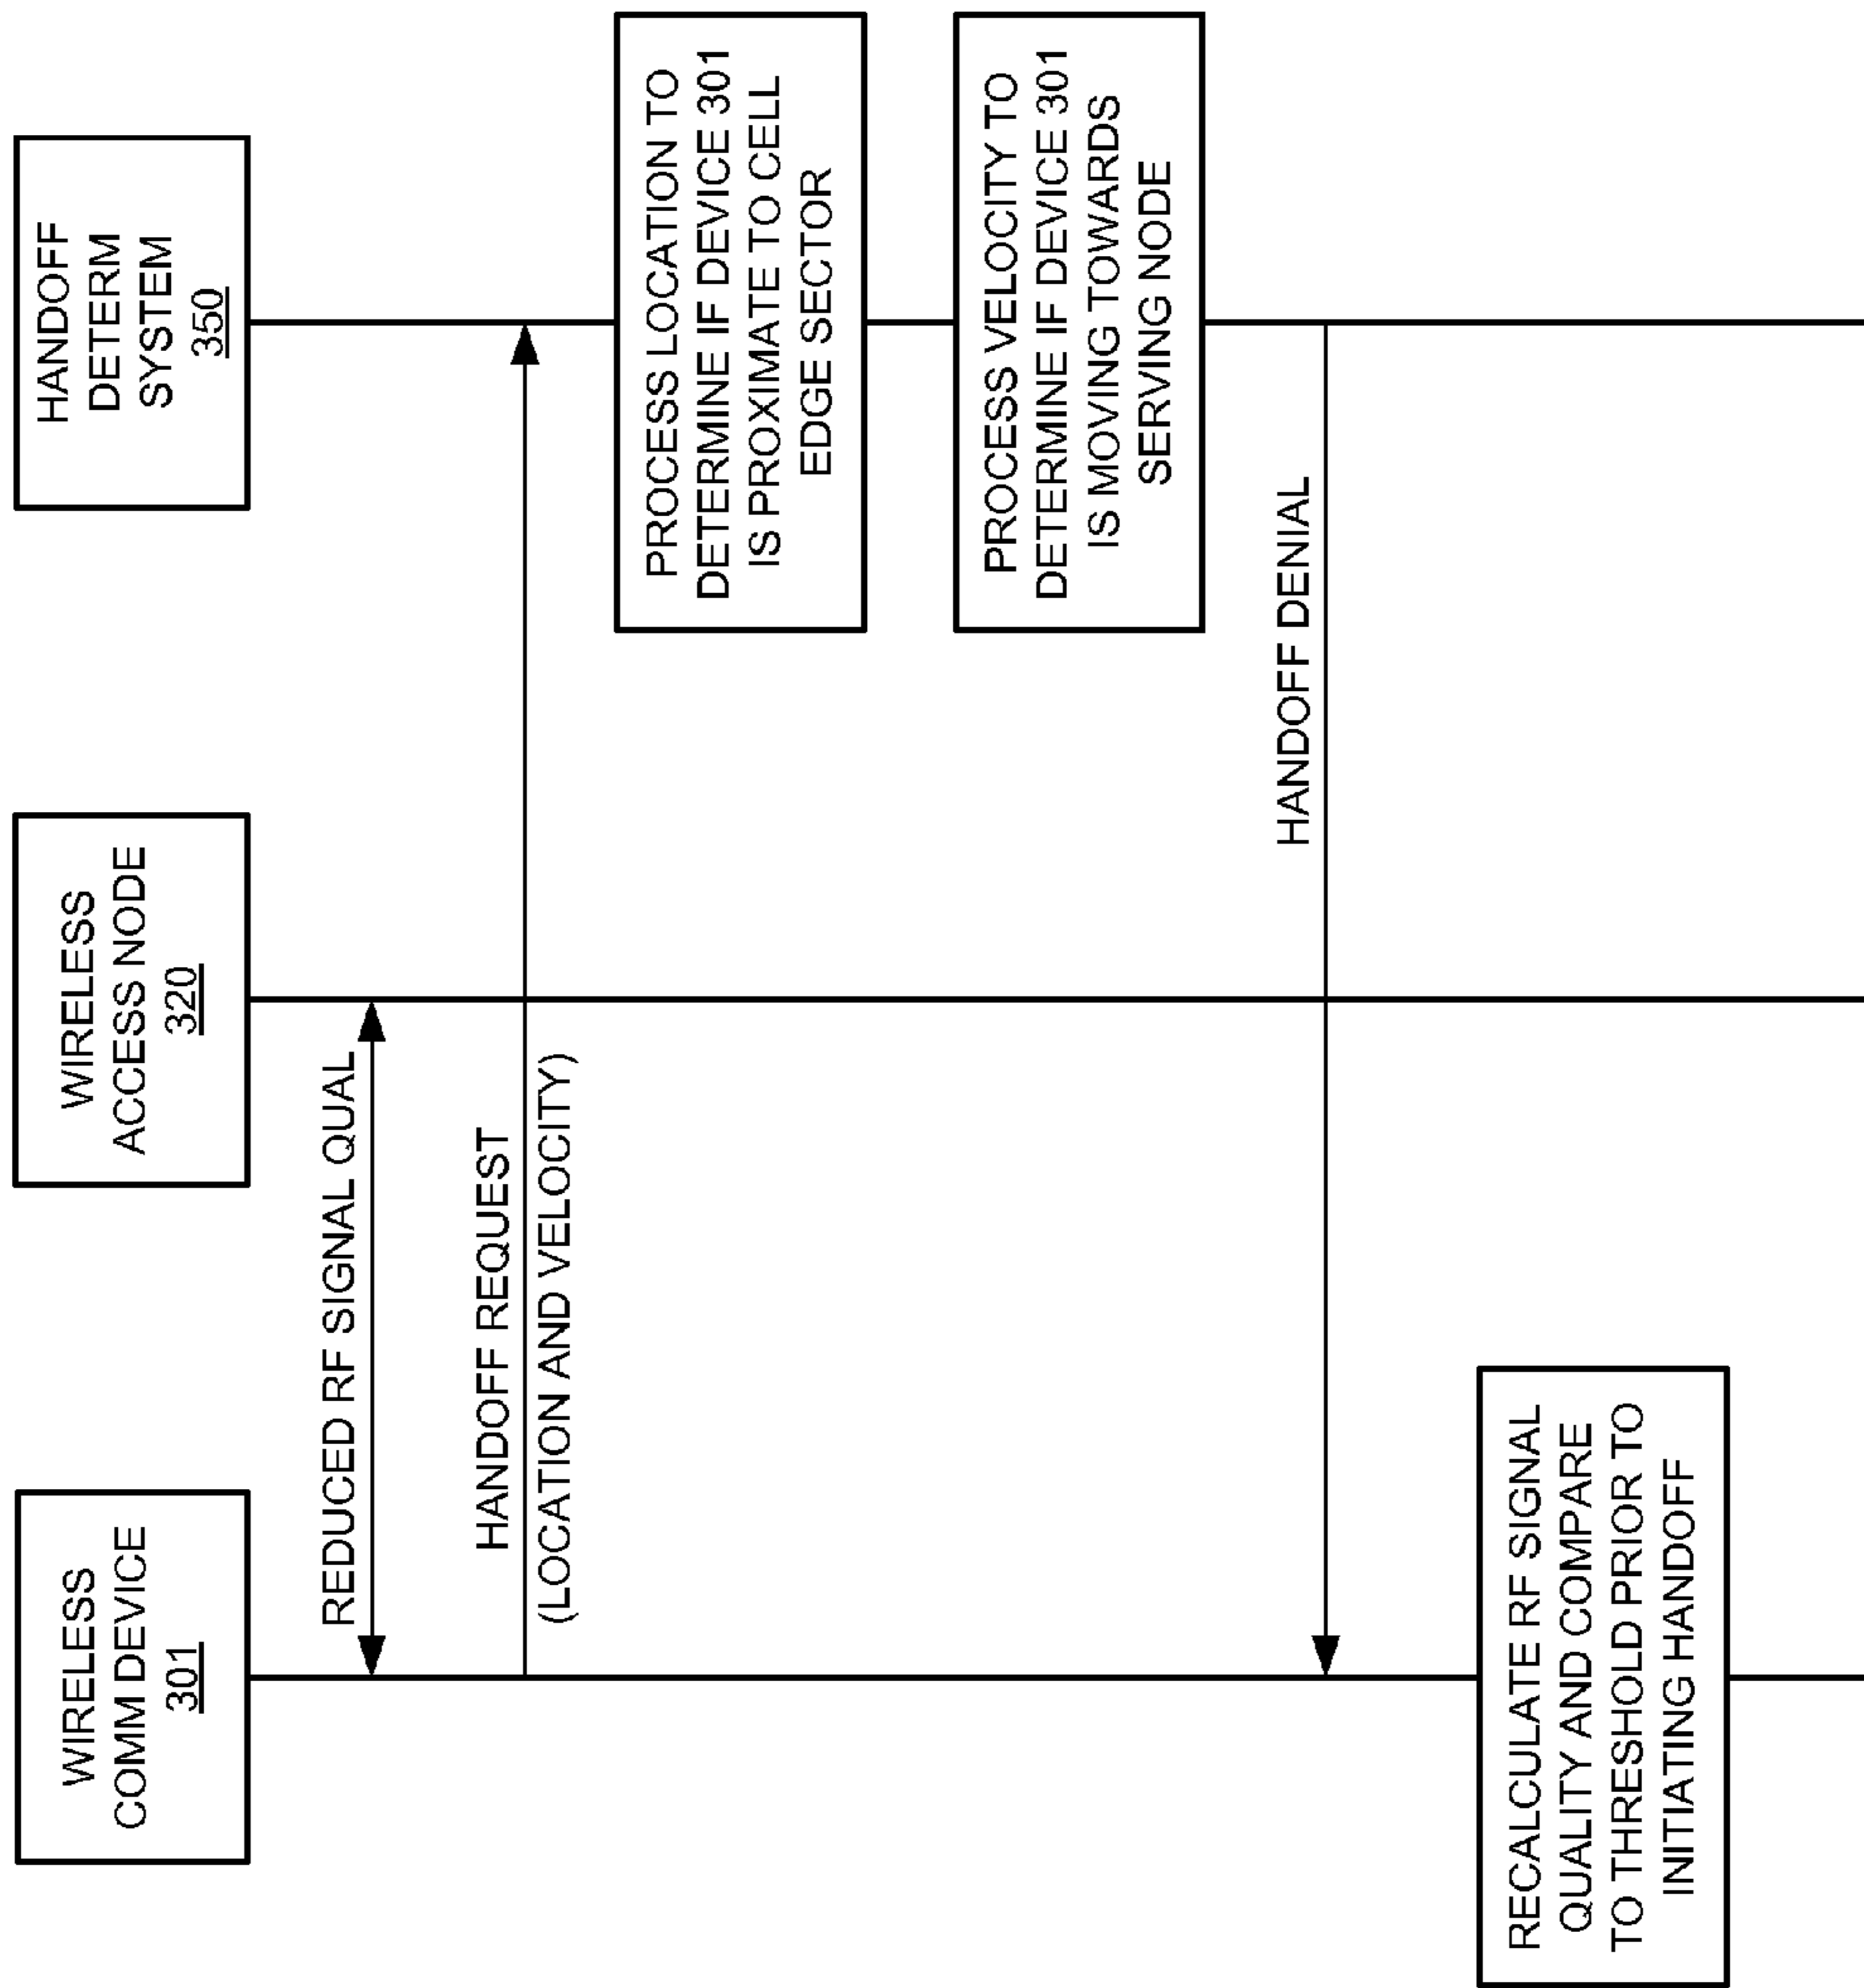 WIRELESS
COMM DEVICE
301
WIRELESS
ACCESS NODE
320
HANDOFF
DETERM
SYSTEM
350
REDUCED RF SIGNAL QUAL
HANDOFF REQUEST
(LOCATION AND VELOCITY)
PROCESS LOCATION TO
DETERMINE IF DEVICE 301
IS PROXIMATE TO CELL
EDGE SECTOR
PROCESS VELOCITY TO
DETERMINE IF DEVICE 301
IS MOVING TOWARDS
SERVING NODE
HANDOFF DENIAL
RECALCULATE RF SIGNAL
QUALITY AND COMPARE
TO THRESHOLD PRIOR TO
INITIATING HANDOFF